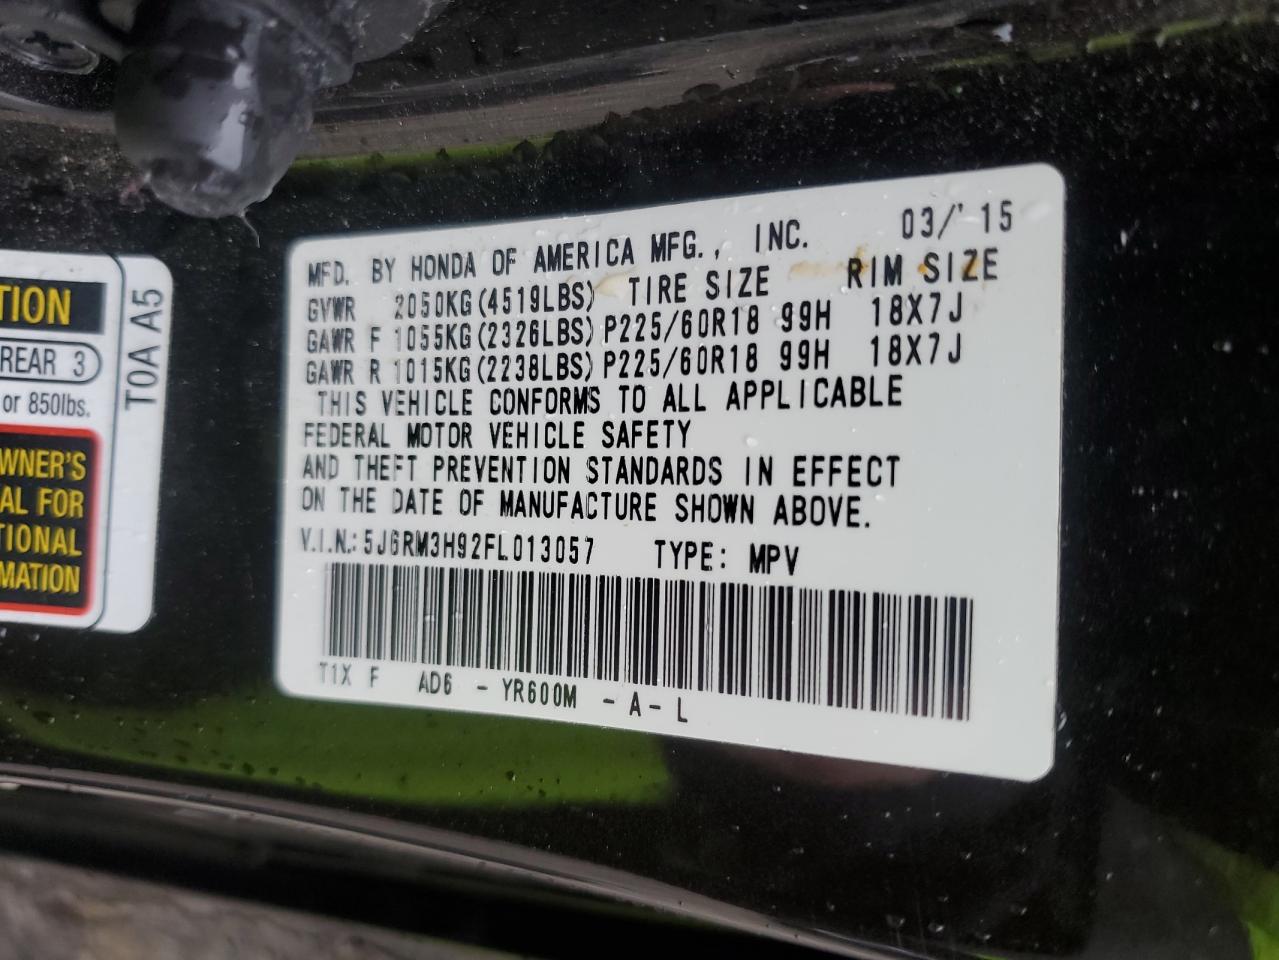 TION
REAR 3
or 850lbs.
WNER'S
AL FOR
TIONAL
MATION
T0A A5
MFD. BY HONDA OF AMERICA MFG., INC. 03/'15
GVWR 2050KG(4519LBS) TIRE SIZE RIM SIZE
GAWR F 1055KG(2326LBS) P225/60R18 99H 18X7J
GAWR R 1015KG(2238LBS) P225/60R18 99H 18X7J
THIS VEHICLE CONFORMS TO ALL APPLICABLE
FEDERAL MOTOR VEHICLE SAFETY
AND THEFT PREVENTION STANDARDS IN EFFECT
ON THE DATE OF MANUFACTURE SHOWN ABOVE.
V.I.N.: 5J6RM3H92FL013057 TYPE: MPV
T1X F AD6 - YR600M - A - L